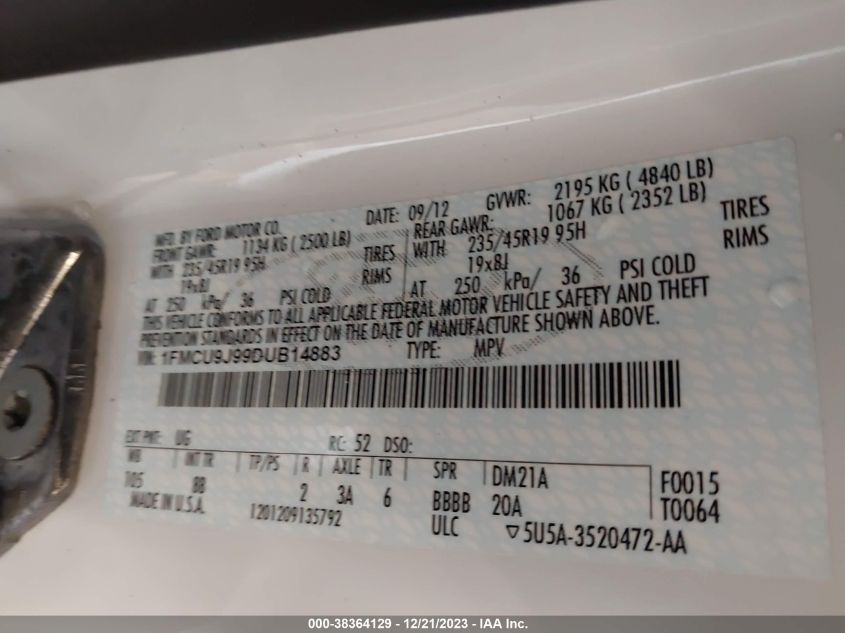 MFD. BY FORD MOTOR CO. DATE: 09/12 GVWR: 2195 KG ( 4840 LB)
FRONT GAWR: 1134 KG ( 2500 LB) REAR GAWR: 1067 KG ( 2352 LB)
WITH 235/45R19 95H TIRES WITH 235/45R19 95H TIRES
19x8J RIMS 19x8J RIMS
AT 250 kPa/ 36 PSI COLD AT 250 kPa/ 36 PSI COLD
THIS VEHICLE CONFORMS TO ALL APPLICABLE FEDERAL MOTOR VEHICLE SAFETY AND THEFT
PREVENTION STANDARDS IN EFFECT ON THE DATE OF MANUFACTURE SHOWN ABOVE.
VIN: 1FMCU9J99DUB14883 TYPE: MPV
EXT PNT: UG RC: 52 DSO:
WB INT TR TP/PS R AXLE TR SPR DM21A F0015
105 88 2 3A 6 BBBB 20A T0064
MADE IN U.S.A. 1201209135792 ULC ▽5U5A-3520472-AA
000-38364129 - 12/21/2023 - IAA Inc.